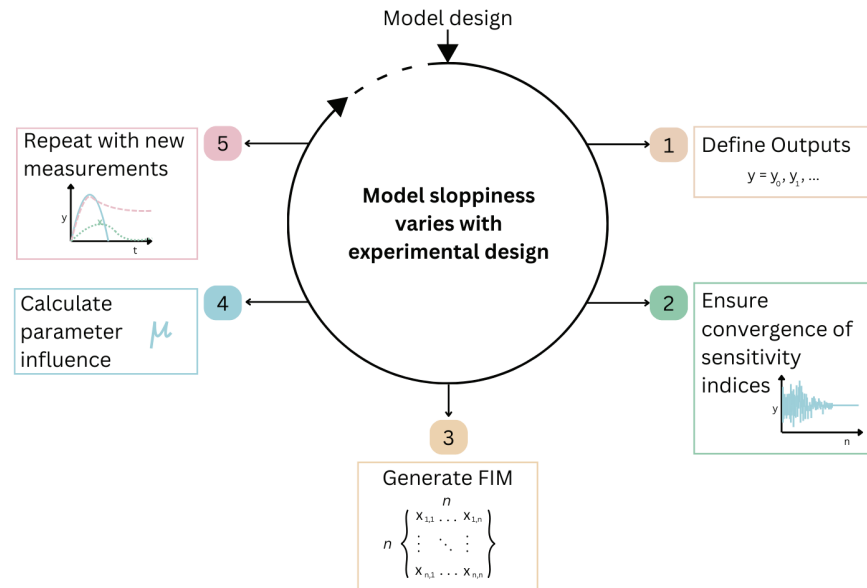 Model design
Model sloppiness
varies with
experimental design
1
Define Outputs
y = y₀, y₁, ...
2
Ensure
convergence of
sensitivity
indices
y
n
3
Generate FIM
n
n
x₁,₁ ... x₁,ₙ
⋮ ⋱ ⋮
xₙ,₁ ... xₙ,ₙ
4
Calculate
parameter
influence
μ
5
Repeat with new
measurements
y
t